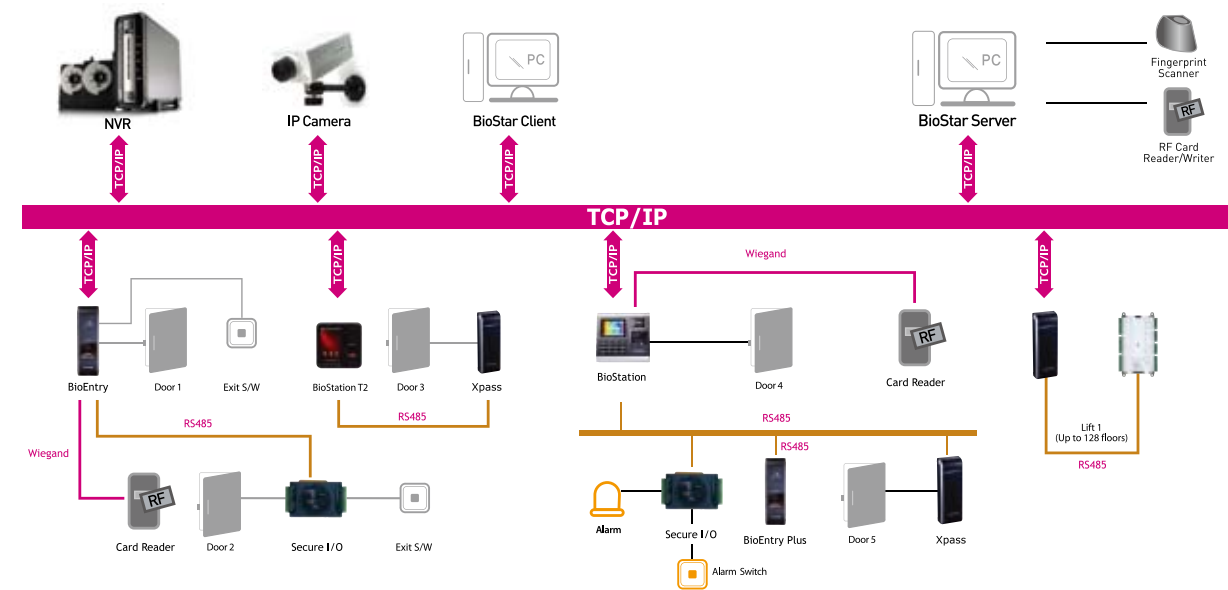 PC
PC
Fingerprint
Scanner
NVR
IP Camera
BioStar Client
BioStar Server
RF
RF Card
Reader/Writer
TCP/IP
TCP/IP
TCP/IP
TCP/IP
TCP/IP
TCP/IP
TCP/IP
TCP/IP
TCP/IP
Wiegand
RF
BioEntry
Door 1
Exit S/W
BioStation T2
Door 3
Xpass
BioStation
Door 4
Card Reader
RS485
RS485
RS485
Lift 1
(Up to 128 floors)
RS485
RS485
Wiegand
RF
Card Reader
Door 2
Secure I/O
Exit S/W
Alarm
Secure I/O
BioEntry Plus
Door 5
Xpass
Alarm Switch